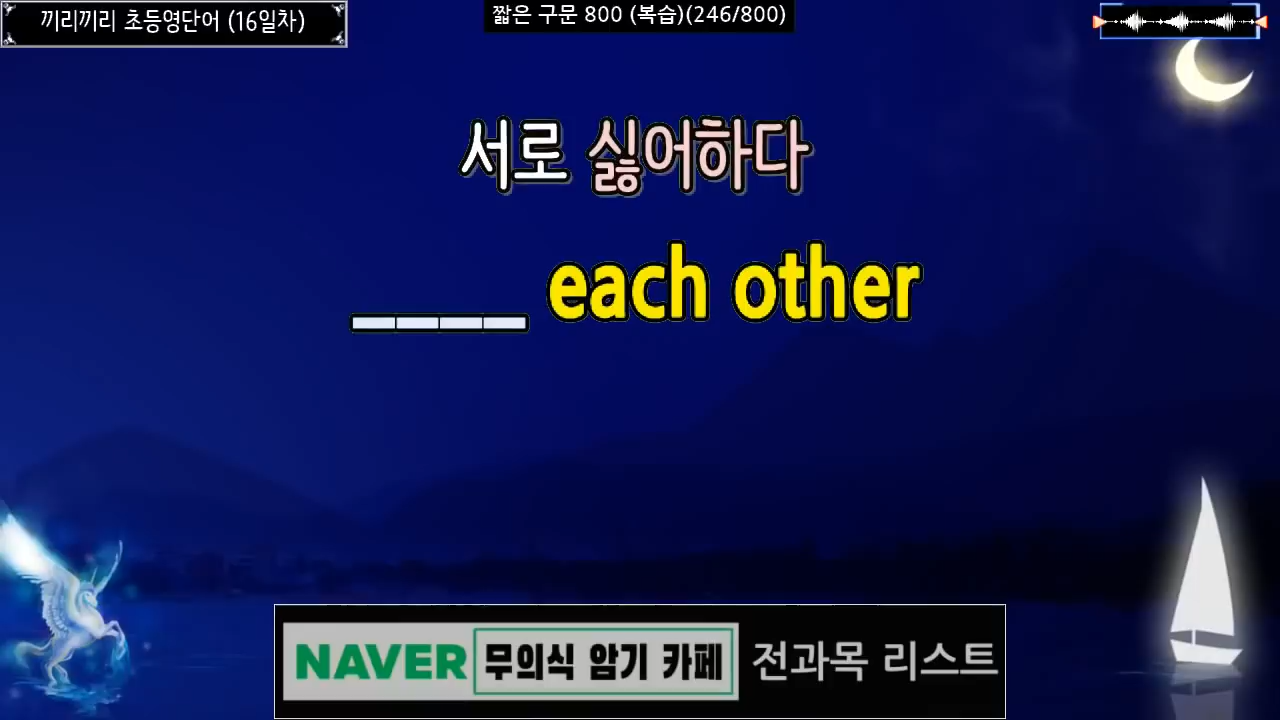 끼리끼리 초등영단어 (16일차)
짧은 구문 800 (복습)(246/800)
서로 싫어하다
____ each other
NAVER 무의식 암기 카페 전과목 리스트